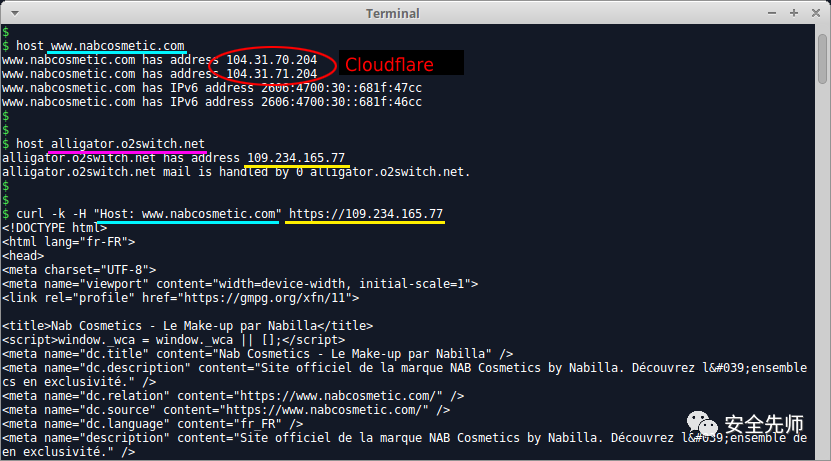 Terminal
$
$ host www.nabcosmetic.com
www.nabcosmetic.com has address 104.31.70.204
Cloudflare
www.nabcosmetic.com has address 104.31.71.204
www.nabcosmetic.com has IPv6 address 2606:4700:30::681f:47cc
www.nabcosmetic.com has IPv6 address 2606:4700:30::681f:46cc
$
$
$ host alligator.o2switch.net
alligator.o2switch.net has address 109.234.165.77
alligator.o2switch.net mail is handled by 0 alligator.o2switch.net.
$
$
$ curl -k -H "Host: www.nabcosmetic.com" https://109.234.165.77
<!DOCTYPE html>
<html lang="fr-FR">
<head>
<meta charset="UTF-8">
<meta name="viewport" content="width=device-width, initial-scale=1">
<link rel="profile" href="https://gmpg.org/xfn/11">
<title>Nab Cosmetics - Le Make-up par Nabilla</title>
<script>window._wca = window._wca || [];</script>
<meta name="dc.title" content="Nab Cosmetics - Le Make-up par Nabilla" />
<meta name="dc.description" content="Site officiel de la marque NAB Cosmetics by Nabilla. Découvrez l&#039;ensemble
cs en exclusivité." />
<meta name="dc.relation" content="https://www.nabcosmetic.com/" />
<meta name="dc.source" content="https://www.nabcosmetic.com/" />
<meta name="dc.language" content="fr_FR" />
<meta name="description" content="Site officiel de la marque NAB Cosmetics by Nabilla. Découvrez l&#039;ensemble de
en exclusivité." />
安全先师